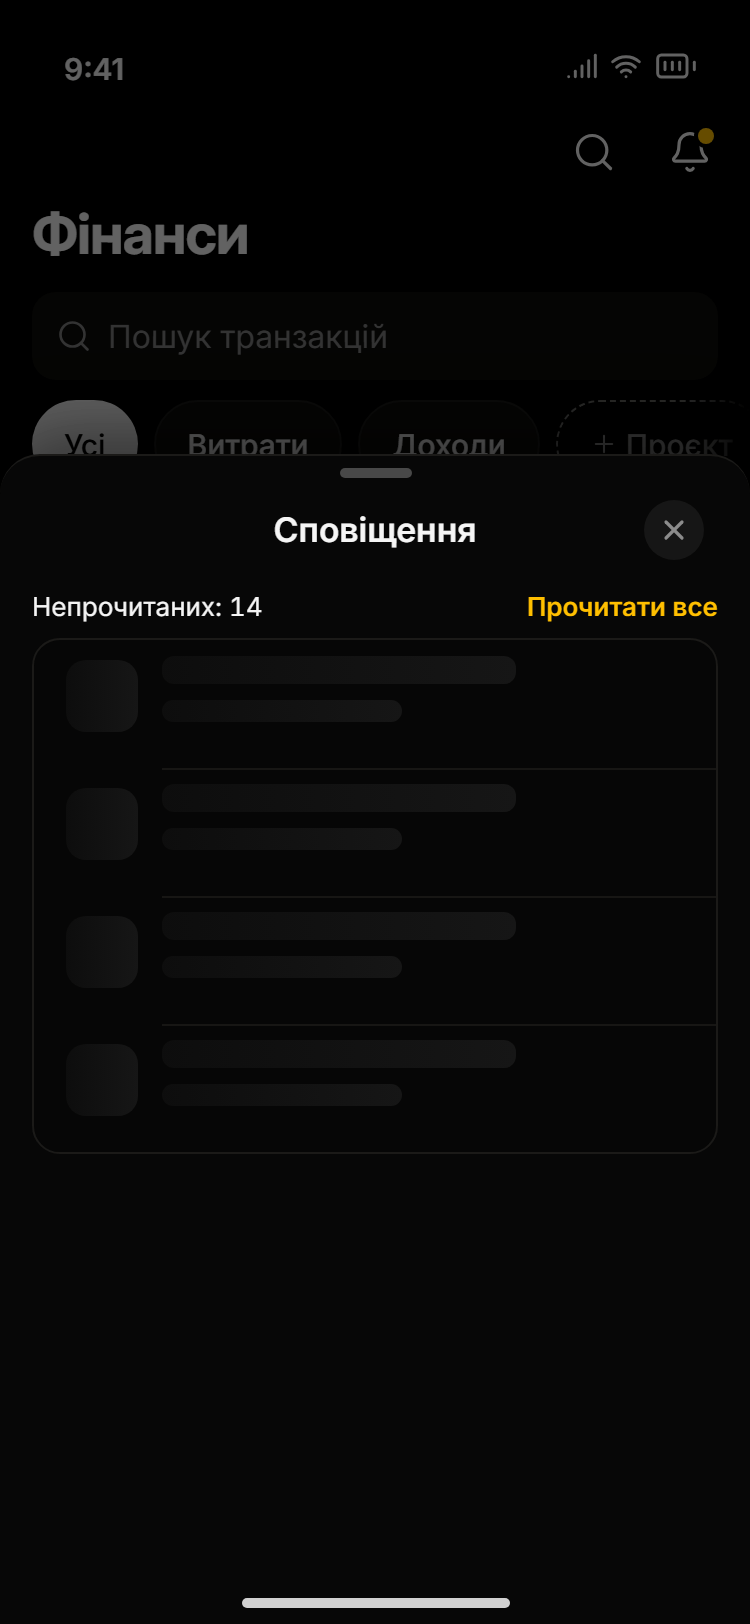 9:41
Фінанси
Пошук транзакцій
Усі
Витрати
Доходи
+ Проєкт
Сповіщення
Непрочитаних: 14
Прочитати все